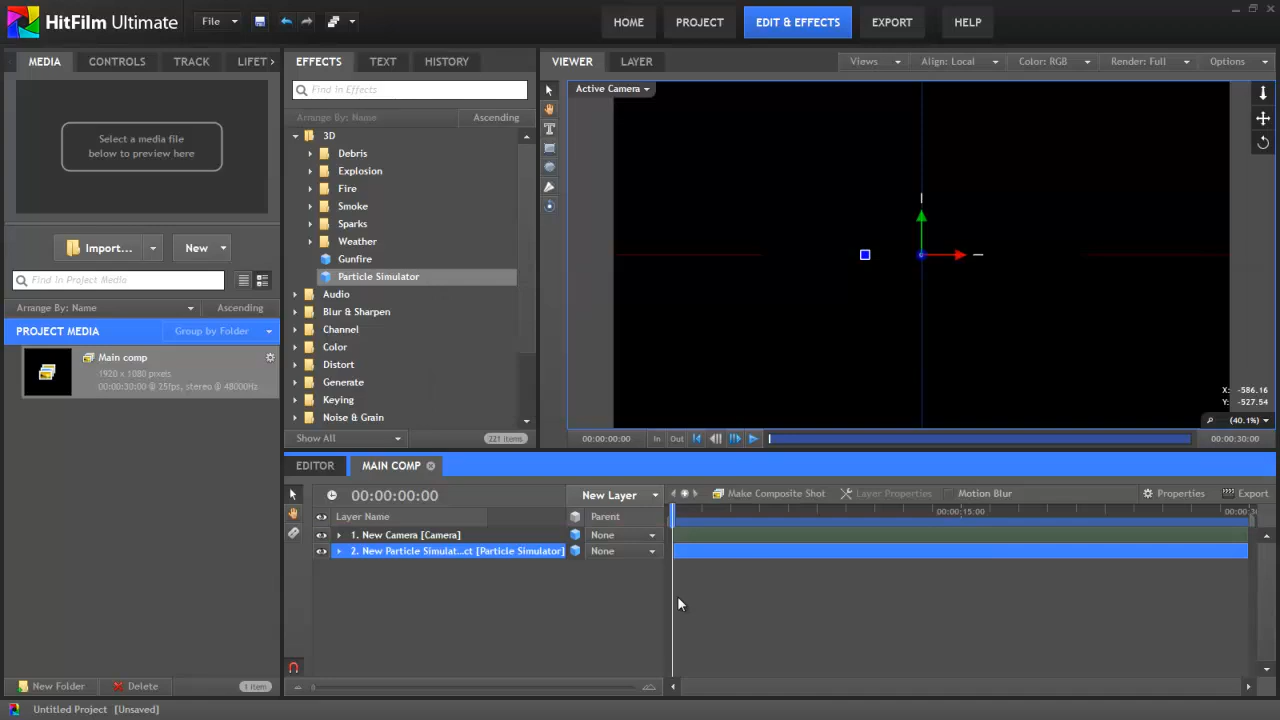 HitFilm Ultimate
File
HOME
PROJECT
EDIT & EFFECTS
EXPORT
HELP
MEDIA
CONTROLS
TRACK
LIFET
Select a media file
below to preview here
Import...
New
Find in Project Media
Arrange By: Name
Ascending
PROJECT MEDIA
Group by Folder
Main comp
1920 x 1080 pixels
00:00:30:00 @ 25fps, stereo @ 48000Hz
New Folder
Delete
1 item
EFFECTS
TEXT
HISTORY
Find in Effects
Arrange By: Name
Ascending
3D
Debris
Explosion
Fire
Smoke
Sparks
Weather
Gunfire
Particle Simulator
Audio
Blur & Sharpen
Channel
Color
Distort
Generate
Keying
Noise & Grain
Show All
221 items
VIEWER
LAYER
Views
Align: Local
Color: RGB
Render: Full
Options
Active Camera
X: -586.16
Y: -527.54
(40.1%)
00:00:00:00
In
Out
00:00:30:00
EDITOR
MAIN COMP
00:00:00:00
New Layer
Make Composite Shot
Layer Properties
Motion Blur
Properties
Export
Layer Name
Parent
00:00:15:00
00:00:3
1. New Camera [Camera]
None
2. New Particle Simulat...ct [Particle Simulator]
None
Untitled Project [Unsaved]